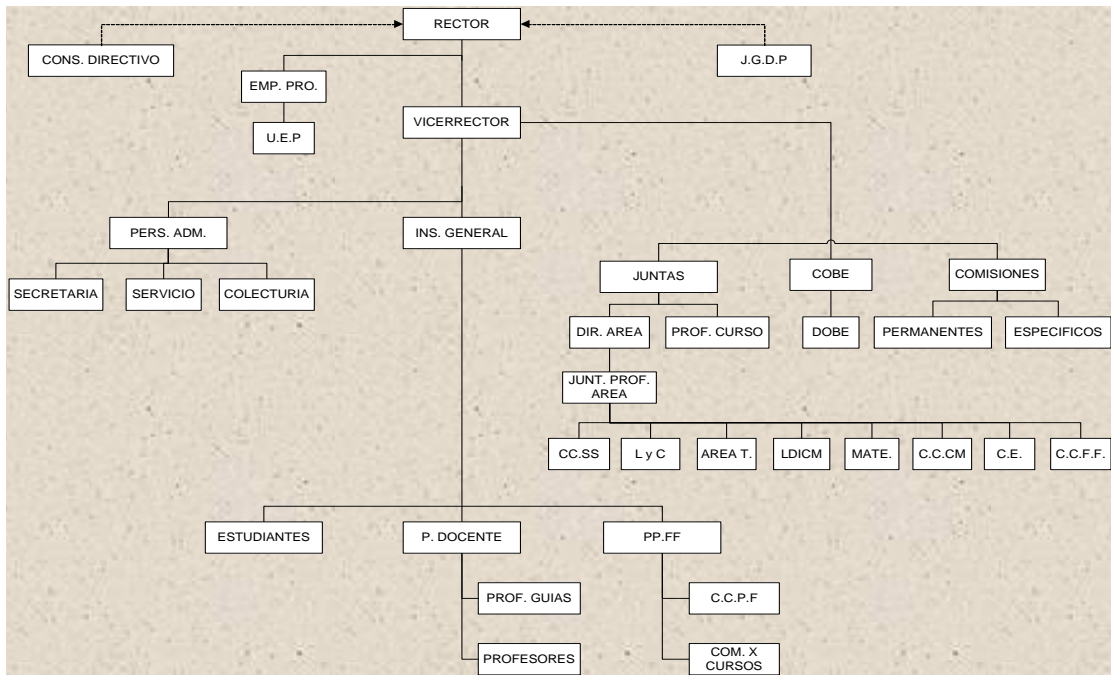 RECTOR
CONS. DIRECTIVO
J.G.D.P
EMP. PRO.
VICERRECTOR
U.E.P
PERS. ADM.
INS. GENERAL
SECRETARIA
SERVICIO
COLECTURIA
JUNTAS
COBE
COMISIONES
DIR. AREA
PROF. CURSO
DOBE
PERMANENTES
ESPECIFICOS
JUNT. PROF.
AREA
CC.SS
L y C
AREA T.
LDICM
MATE.
C.C.CM
C.E.
C.C.F.F.
ESTUDIANTES
P. DOCENTE
PP.FF
PROF. GUIAS
C.C.P.F
PROFESORES
COM. X
CURSOS